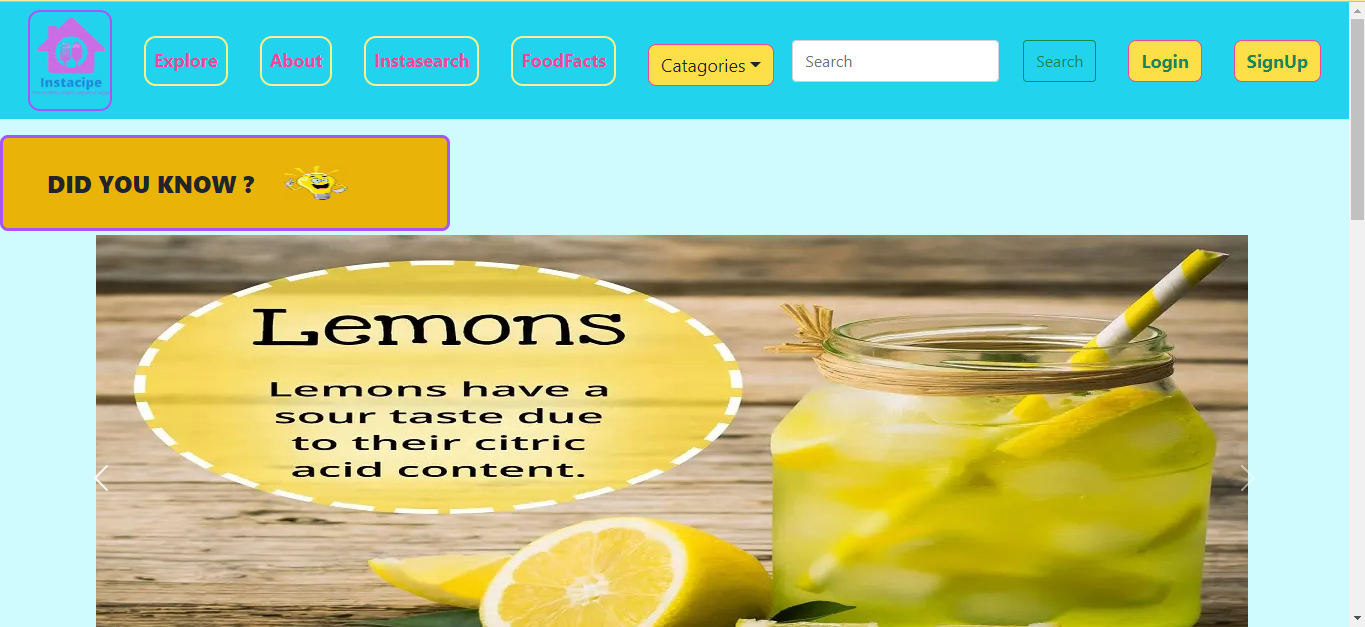 Instacipe
Explore
About
Instasearch
FoodFacts
Catagories
Search
Search
Login
SignUp
DID YOU KNOW ?
Lemons
Lemons have a
sour taste due
to their citric
acid content.